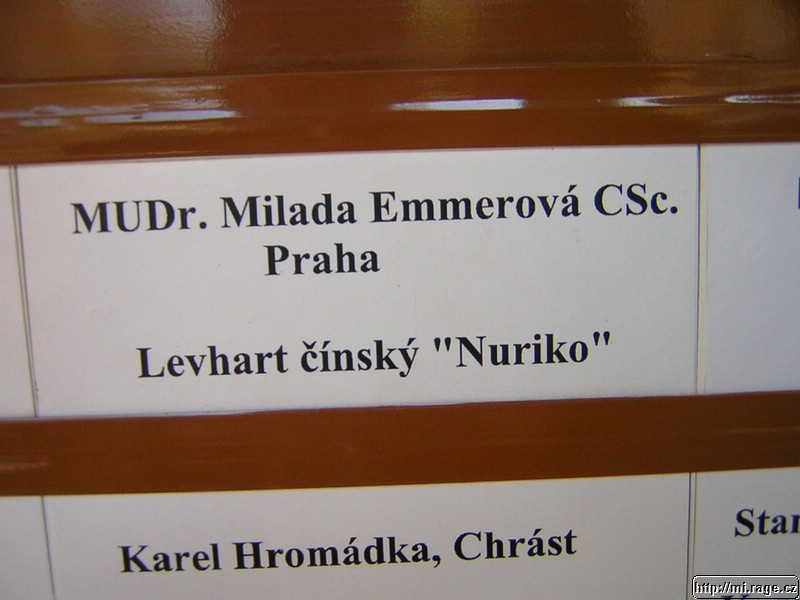 MUDr. Milada Emmerová CSc.
Praha
Levhart čínský "Nuriko"
Karel Hromádka, Chrást
http://mi.rage.cz